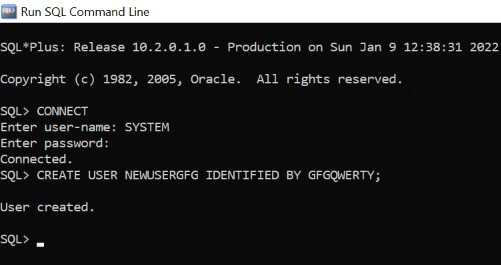 Run SQL Command Line
SQL*Plus: Release 10.2.0.1.0 - Production on Sun Jan 9 12:38:31 2022
Copyright (c) 1982, 2005, Oracle.  All rights reserved.
SQL> CONNECT
Enter user-name: SYSTEM
Enter password:
Connected.
SQL> CREATE USER NEWUSERGFG IDENTIFIED BY GFGQWERTY;
User created.
SQL>